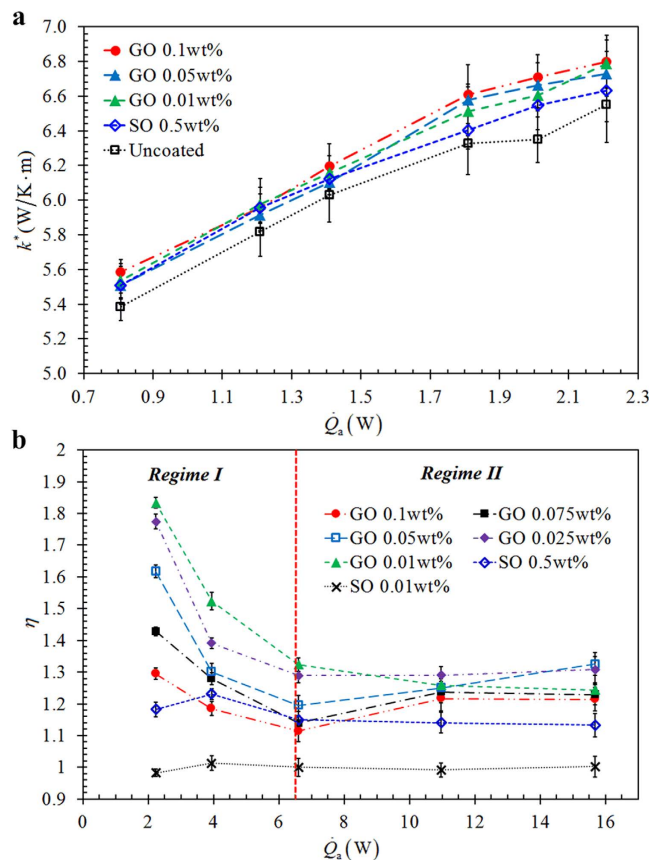 a
7.0
6.8
6.6
6.4
6.2
6.0
5.8
5.6
5.4
5.2
5.0
k* (W/K·m)
GO 0.1wt%
GO 0.05wt%
GO 0.01wt%
SO 0.5wt%
Uncoated
0.7 0.9 1.1 1.3 1.5 1.7 1.9 2.1 2.3
Q̇a (W)
b
2
1.9
1.8
1.7
1.6
1.5
1.4
1.3
1.2
1.1
1
0.9
η
Regime I Regime II
GO 0.1wt% GO 0.075wt%
GO 0.05wt% GO 0.025wt%
GO 0.01wt% SO 0.5wt%
SO 0.01wt%
0 2 4 6 8 10 12 14 16
Q̇a (W)